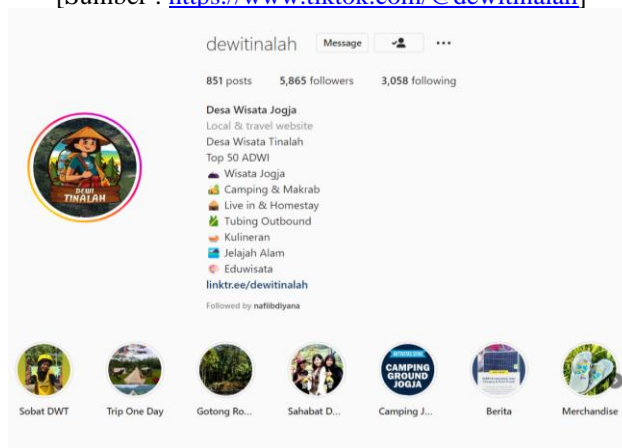 [Sumber : https://www.tiktok.com/@dewitinalah]
dewitinalah Message
851 posts 5,865 followers 3,058 following
Desa Wisata Jogja
Local & travel website
Desa Wisata Tinalah
Top 50 ADWI
Wisata Jogja
Camping & Makrab
Live in & Homestay
Tubing Outbound
Kulineran
Jelajah Alam
Eduwisata
linktr.ee/dewitinalah
Followed by nafiibdiyana
DEWI
TINALAH
CAMPING
GROUND
JOGJA
Sobat DWT Trip One Day Gotong Ro... Sahabat D... Camping J... Berita Merchandise